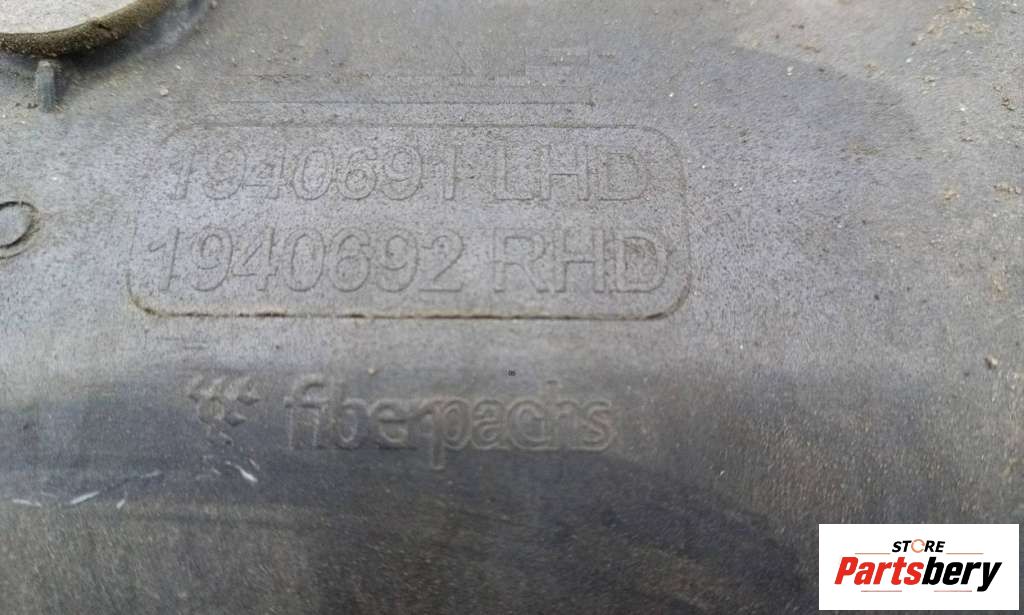 1940691 LHD
1940692 RHD
fiberpachs
STORE
Partsbery